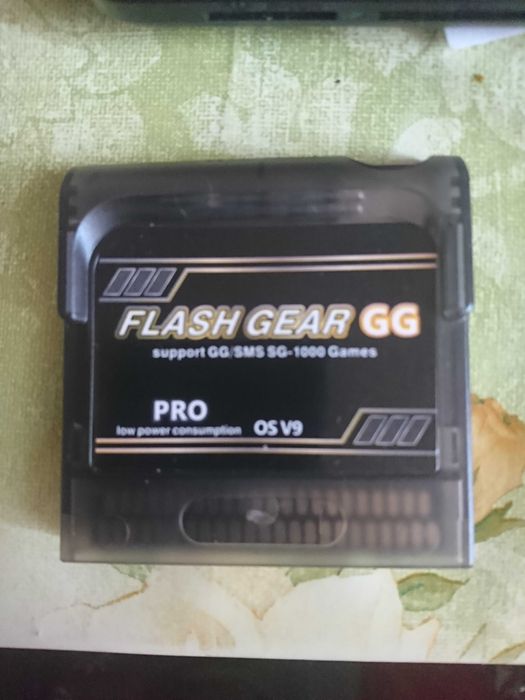 FLASH GEAR GG
support GG/SMS SG-1000 Games
PRO
low power consumption OS V9